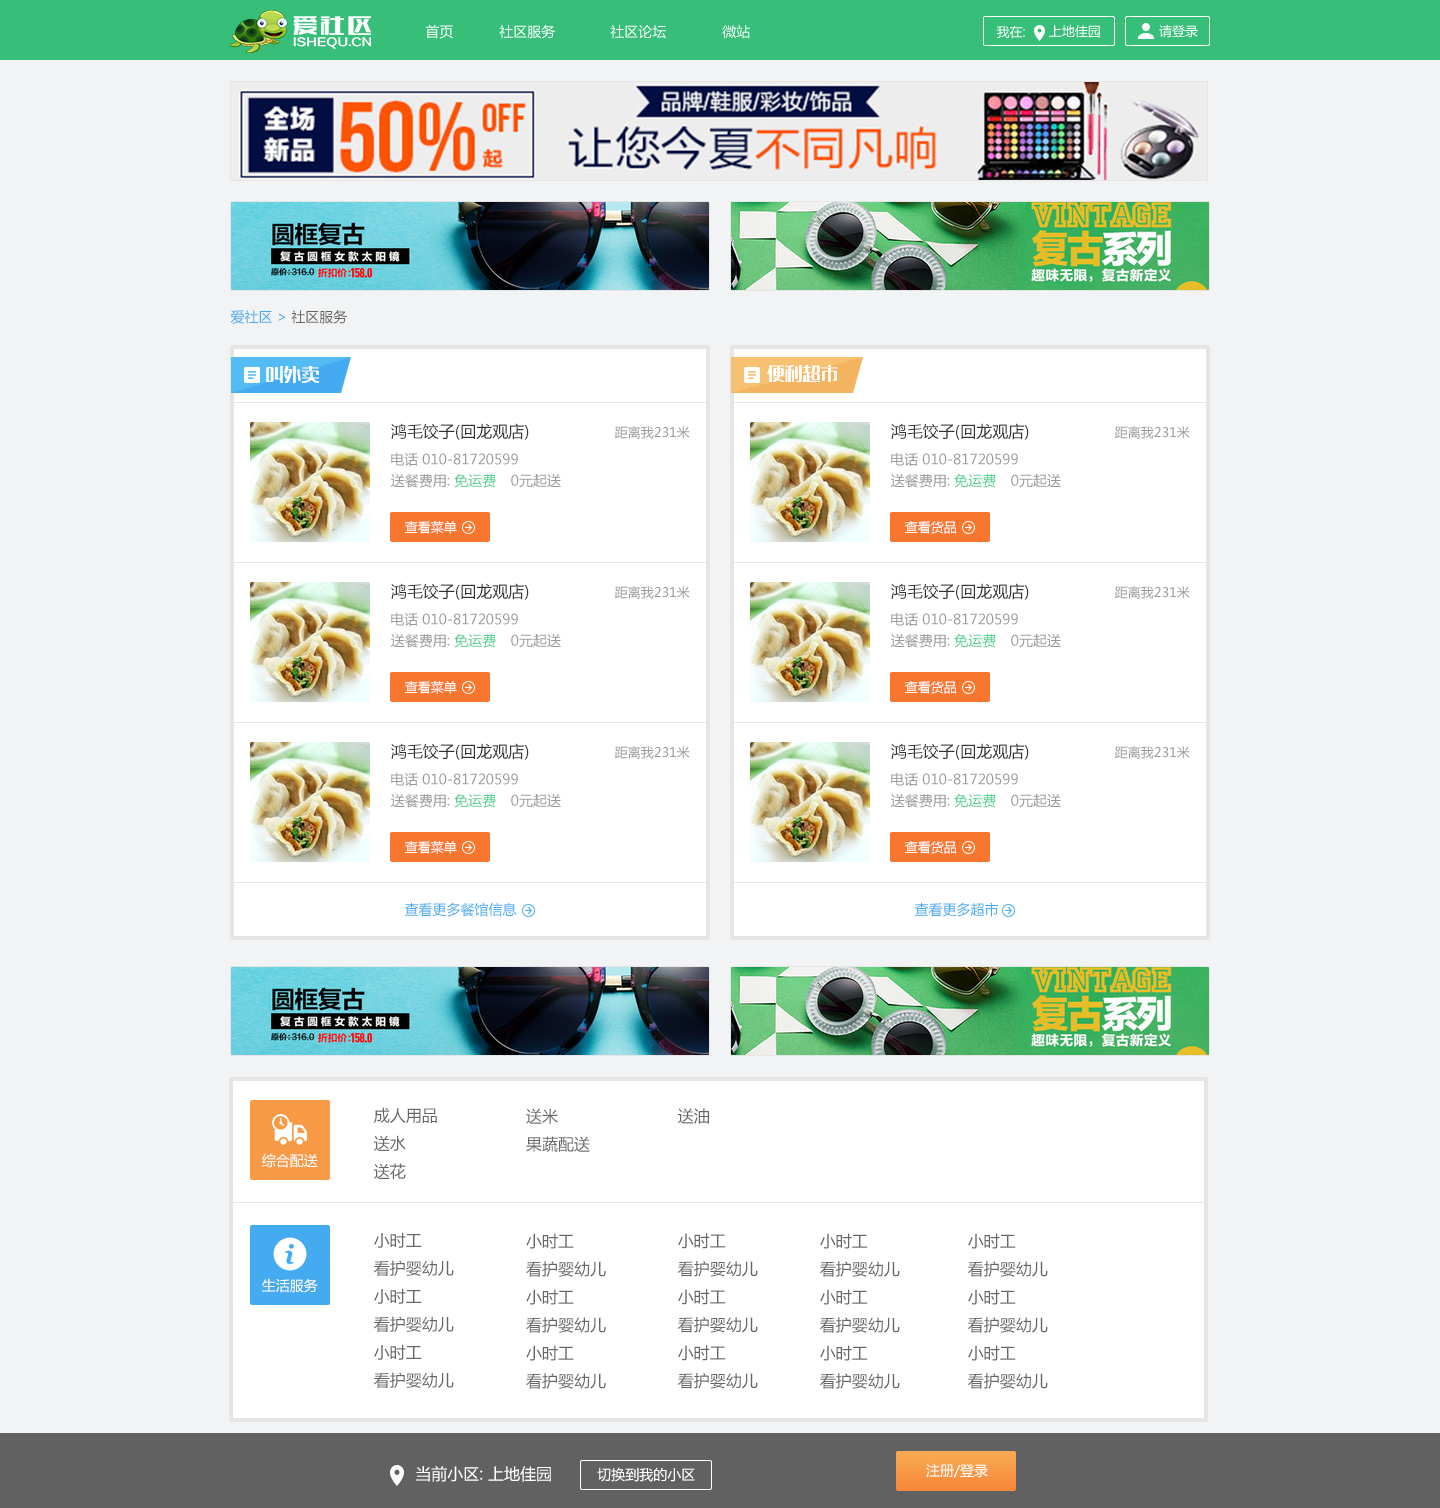 爱社区
ISHEQU.CN
首页 社区服务 社区论坛 微站
我在: 上地佳园 请登录
全场
新品
50% OFF
起
品牌/鞋服/彩妆/饰品
让您今夏不同凡响
圆框复古
复古圆框女款太阳镜
原价:316.0 折扣价:158.0
VINTAGE
复古系列
趣味无限，复古新定义
爱社区 > 社区服务
叫外卖
鸿毛饺子(回龙观店) 距离我231米
电话 010-81720599
送餐费用: 免运费 0元起送
查看菜单
鸿毛饺子(回龙观店) 距离我231米
电话 010-81720599
送餐费用: 免运费 0元起送
查看菜单
鸿毛饺子(回龙观店) 距离我231米
电话 010-81720599
送餐费用: 免运费 0元起送
查看菜单
查看更多餐馆信息
便利超市
鸿毛饺子(回龙观店) 距离我231米
电话 010-81720599
送餐费用: 免运费 0元起送
查看货品
鸿毛饺子(回龙观店) 距离我231米
电话 010-81720599
送餐费用: 免运费 0元起送
查看货品
鸿毛饺子(回龙观店) 距离我231米
电话 010-81720599
送餐费用: 免运费 0元起送
查看货品
查看更多超市
圆框复古
复古圆框女款太阳镜
原价:316.0 折扣价:158.0
VINTAGE
复古系列
趣味无限，复古新定义
综合配送
成人用品 送米 送油
送水 果蔬配送
送花
生活服务
小时工 小时工 小时工 小时工 小时工
看护婴幼儿 看护婴幼儿 看护婴幼儿 看护婴幼儿 看护婴幼儿
小时工 小时工 小时工 小时工 小时工
看护婴幼儿 看护婴幼儿 看护婴幼儿 看护婴幼儿 看护婴幼儿
小时工 小时工 小时工 小时工 小时工
看护婴幼儿 看护婴幼儿 看护婴幼儿 看护婴幼儿 看护婴幼儿
当前小区: 上地佳园 切换到我的小区 注册/登录